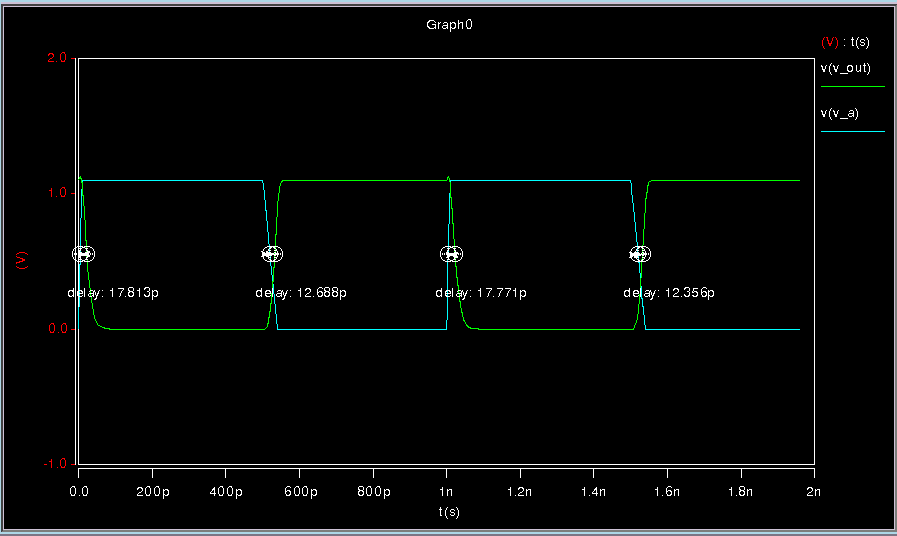 Graph0
(V) : t(s)
v(v_out)
v(v_a)
2.0
1.0
0.0
-1.0
(V)
delay: 17.813p
delay: 12.688p
delay: 17.771p
delay: 12.356p
0.0 200p 400p 600p 800p 1n 1.2n 1.4n 1.6n 1.8n 2n
t(s)